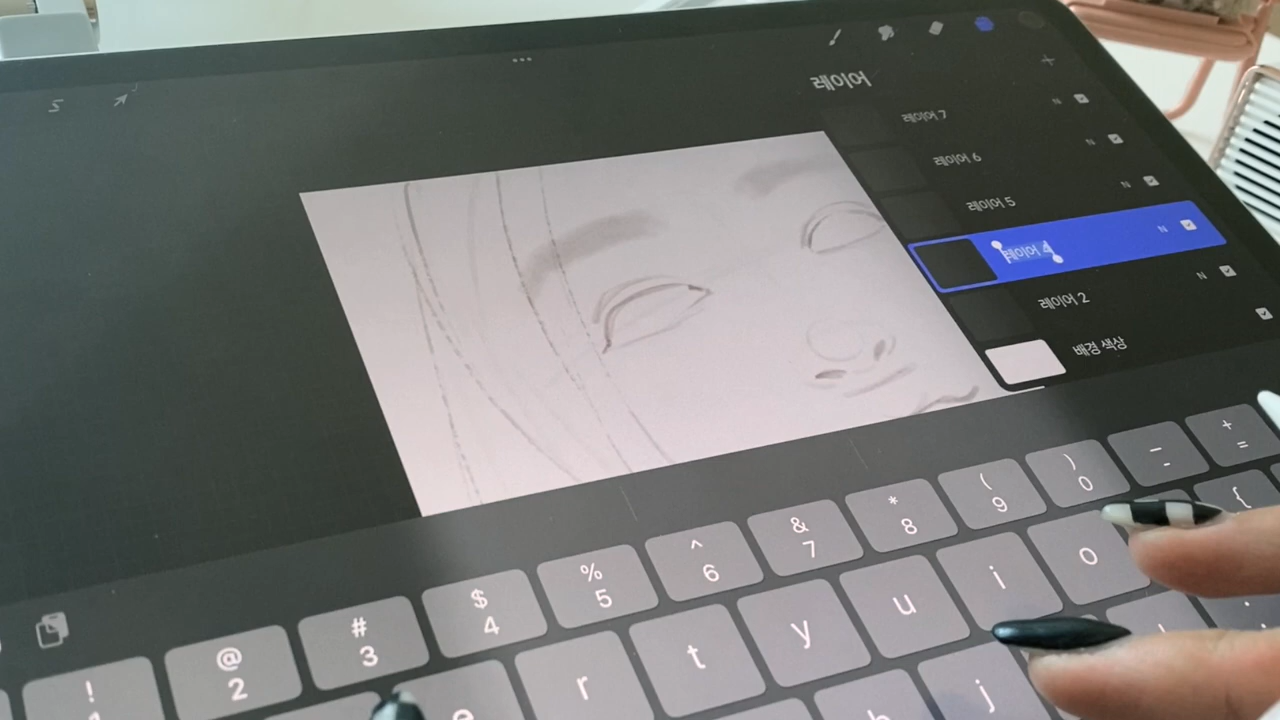 레이어
레이어 7 N
레이어 6 N
레이어 5 N
레이어 4 N
레이어 2 N
배경 색상
! @ 2 # 3 $ 4 % 5 ^ 6 & 7 * 8 ( 9 ) 0 _ - + =
e r t y u i o {
j